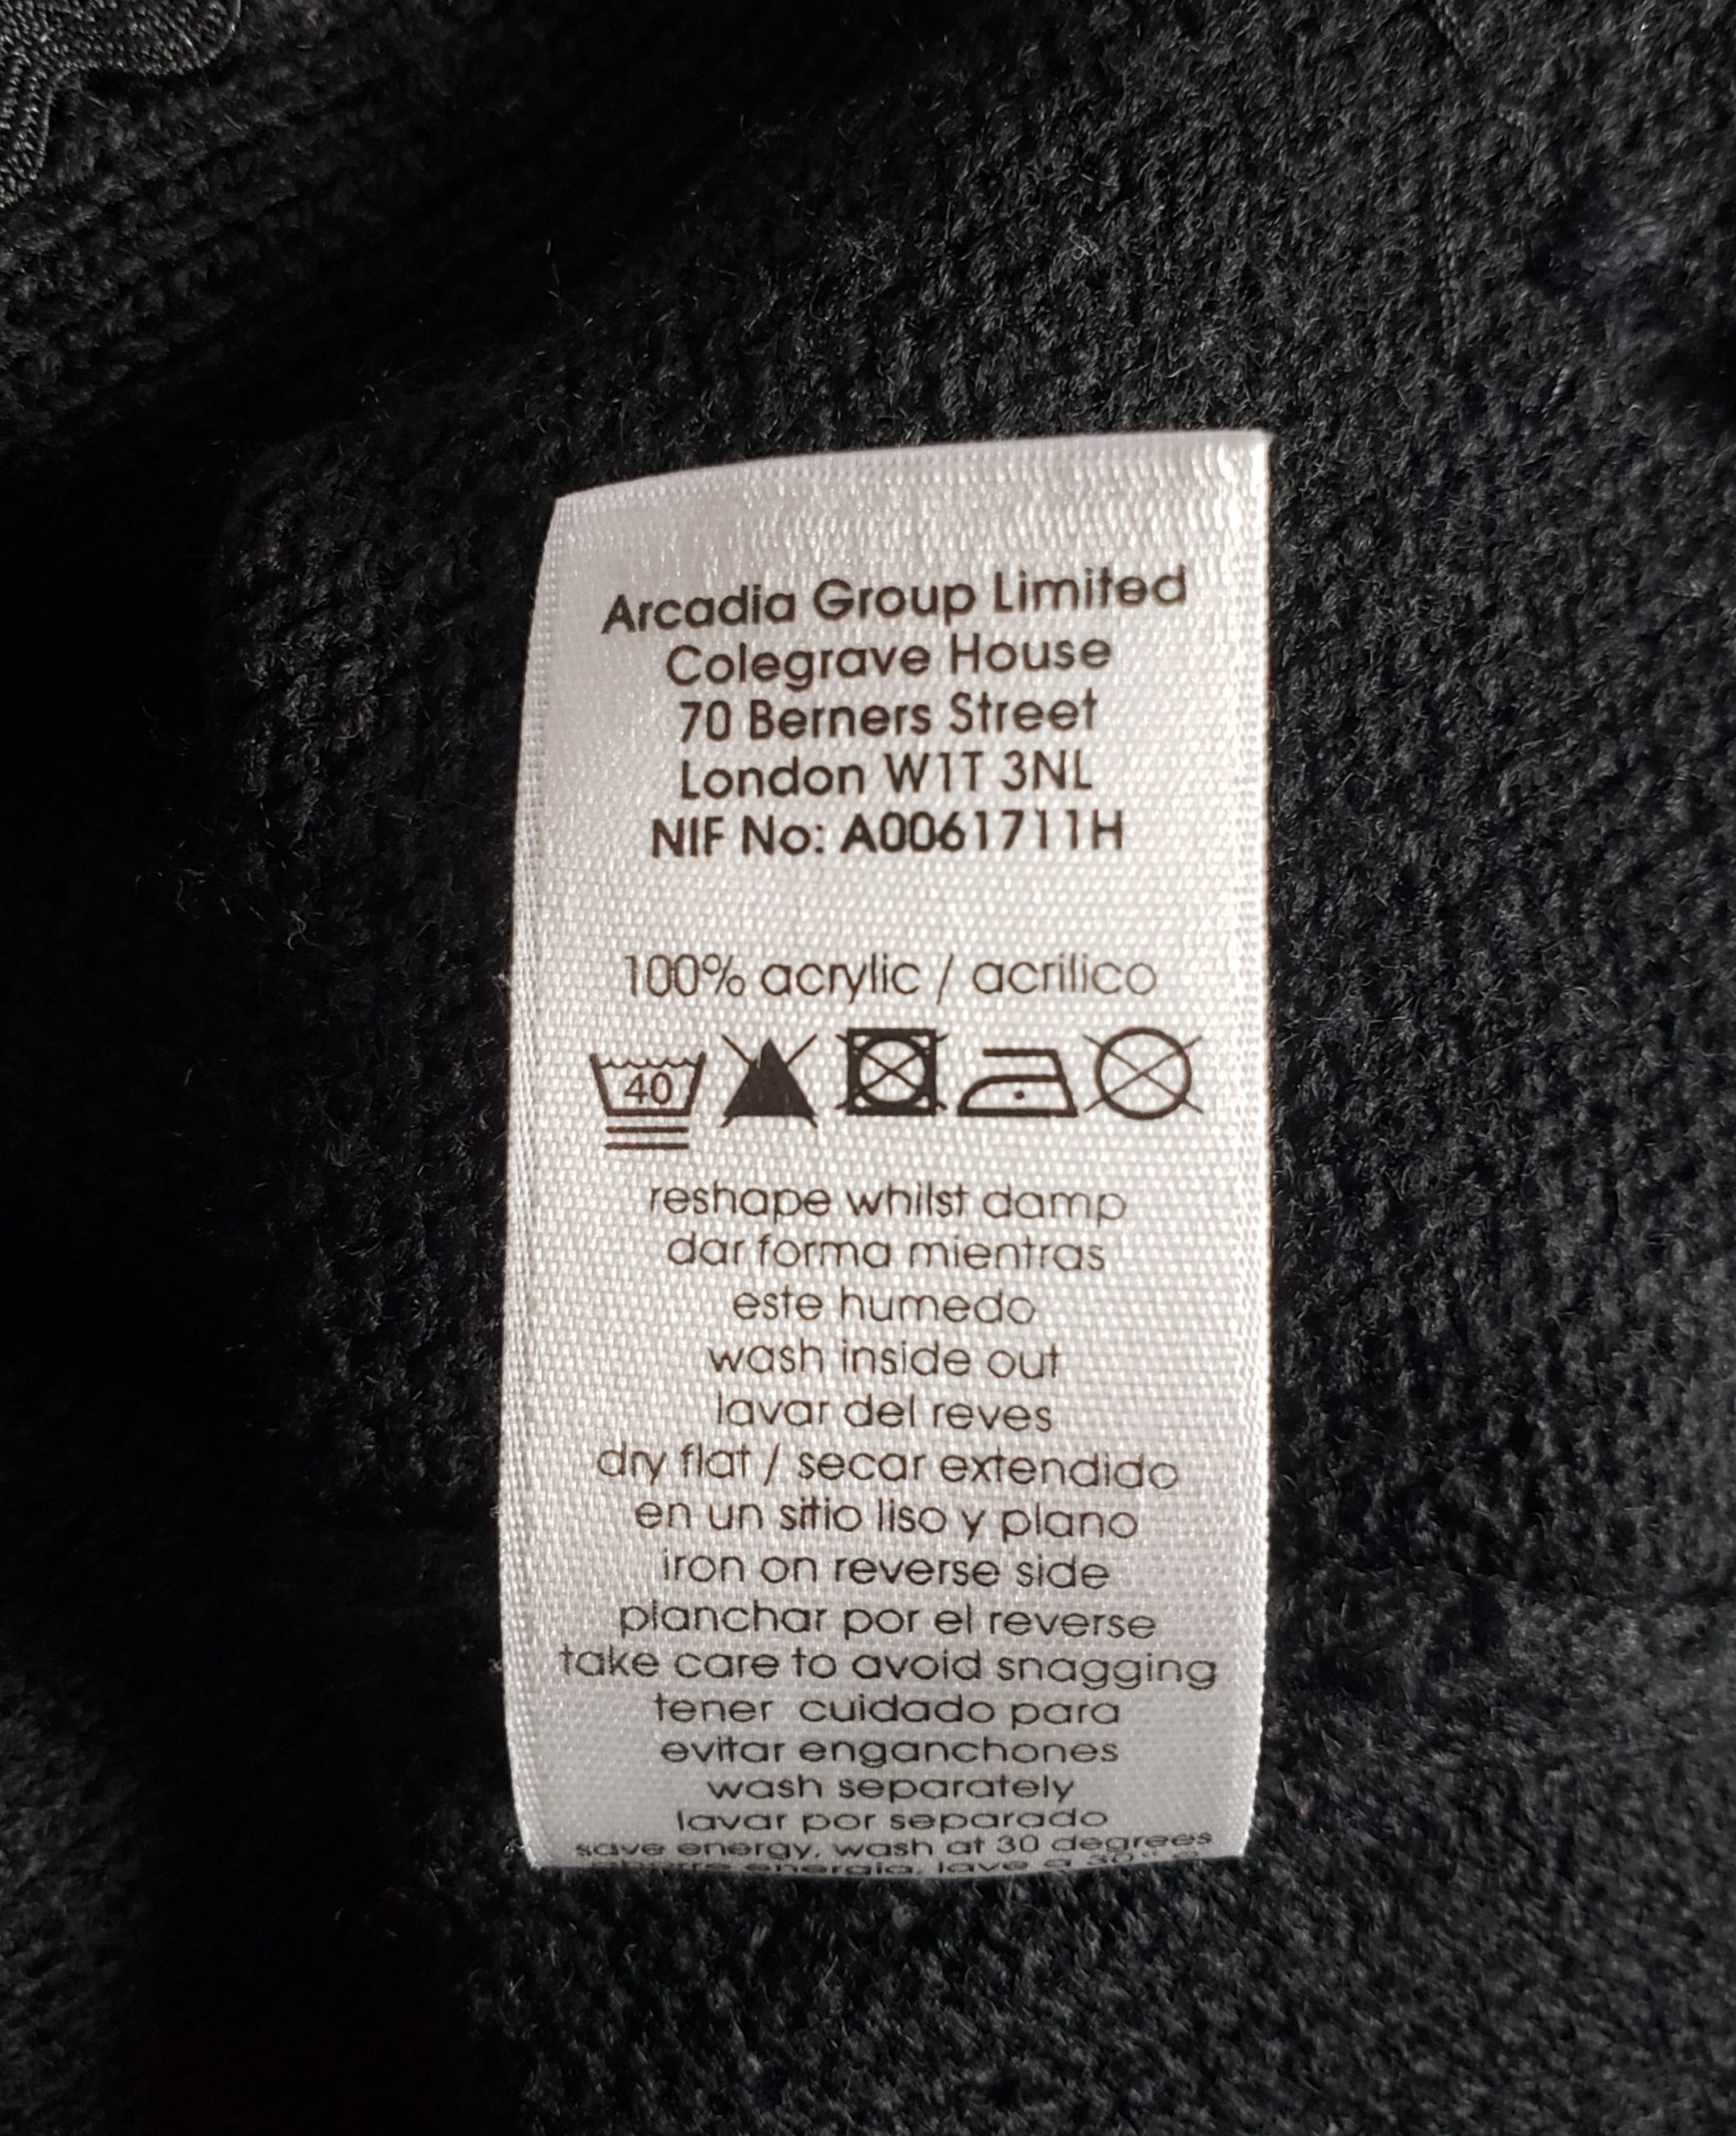 Arcadia Group Limited
Colegrave House
70 Berners Street
London W1T 3NL
NIF No: A0061711H
100% acrylic / acrilico
40
reshape whilst damp
dar forma mientras
este humedo
wash inside out
lavar del reves
dry flat / secar extendido
en un sitio liso y plano
iron on reverse side
planchar por el reverse
take care to avoid snagging
tener cuidado para
evitar enganchones
wash separately
lavar por separado
save energy, wash at 30 degrees
energia, lave a 30